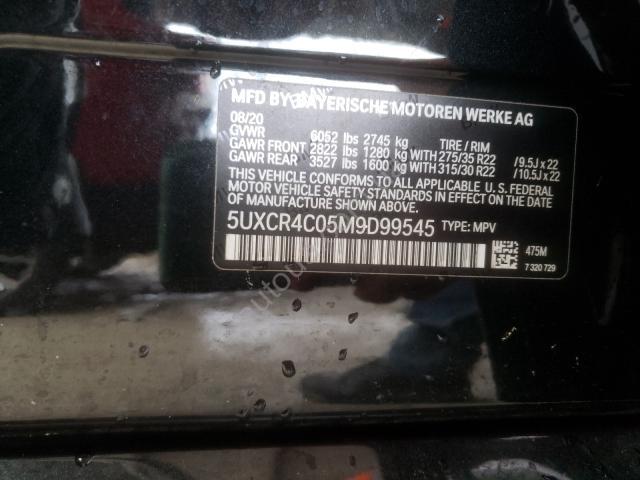 MFD BY BAYERISCHE MOTOREN WERKE AG
08/20
GVWR 6052 lbs 2745 kg TIRE / RIM
GAWR FRONT 2822 lbs 1280 kg WITH 275/35 R22 /9.5J x 22
GAWR REAR 3527 lbs 1600 kg WITH 315/30 R22 /10.5J x 22
THIS VEHICLE CONFORMS TO ALL APPLICABLE U. S. FEDERAL
MOTOR VEHICLE SAFETY STANDARDS IN EFFECT
ON THE DATE OF MANUFACTURE SHOWN ABOVE.
5UXCR4C05M9D99545 TYPE: MPV
475M
7 320 729